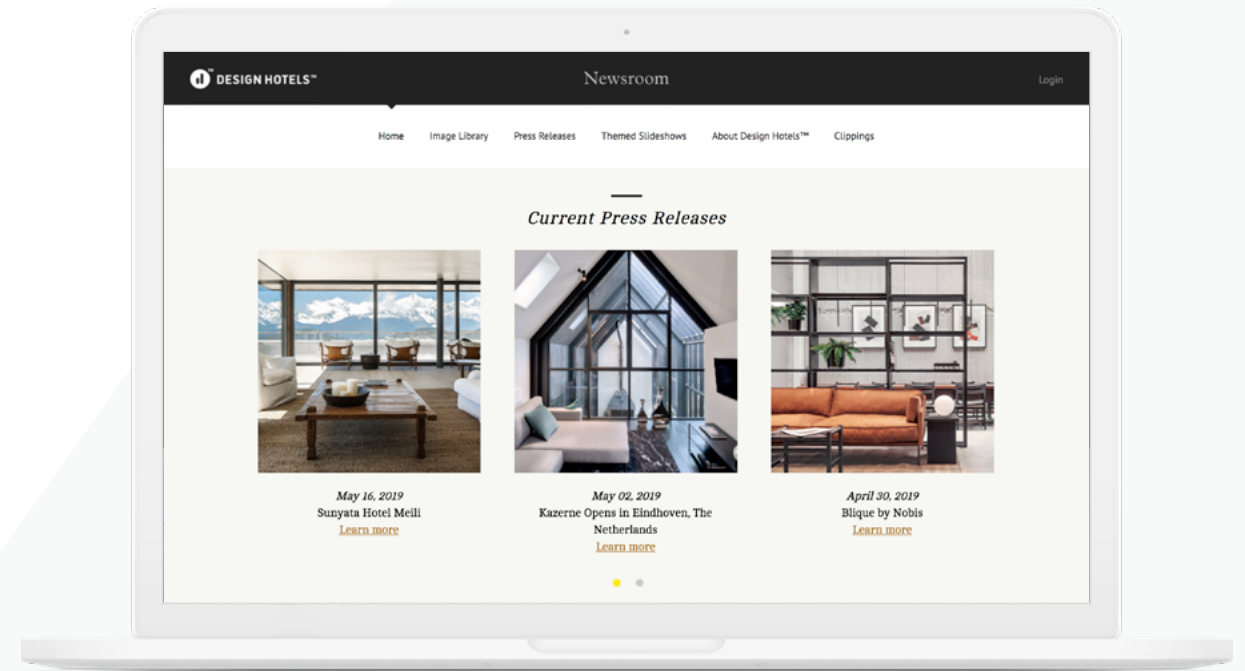 DESIGN HOTELS™
Newsroom
Login
Home
Image Library
Press Releases
Themed Slideshows
About Design Hotels™
Clippings
Current Press Releases
May 16, 2019
Sunyata Hotel Meili
Learn more
May 02, 2019
Kazerne Opens in Eindhoven, The
Netherlands
Learn more
April 30, 2019
Blique by Nobis
Learn more